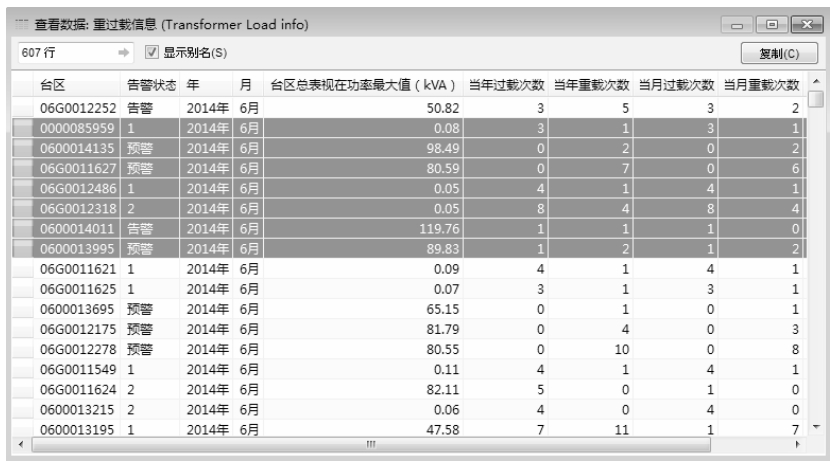 查看数据: 重过载信息 (Transformer Load info)
607 行 显示别名(S) 复制(C)
台区 告警状态 年 月 台区总表视在功率最大值 ( kVA ) 当年过载次数 当年重载次数 当月过载次数 当月重载次数
06G0012252 告警 2014年 6月 50.82 3 5 3 2
0000085959 1 2014年 6月 0.08 3 1 3 1
0600014135 预警 2014年 6月 98.49 0 2 0 2
06G0011627 预警 2014年 6月 80.59 0 7 0 6
06G0012486 1 2014年 6月 0.05 4 1 4 1
06G0012318 2 2014年 6月 0.05 8 4 8 4
0600014011 告警 2014年 6月 119.76 1 1 1 0
0600013995 预警 2014年 6月 89.83 1 2 1 2
06G0011621 1 2014年 6月 0.09 4 1 4 1
06G0011625 1 2014年 6月 0.07 3 1 3 1
0600013695 预警 2014年 6月 65.15 0 1 0 1
06G0012175 预警 2014年 6月 81.79 0 4 0 3
06G0012278 预警 2014年 6月 80.55 0 10 0 8
06G0011549 1 2014年 6月 0.11 4 1 4 1
06G0011624 2 2014年 6月 82.11 5 0 1 0
0600013215 2 2014年 6月 0.06 4 0 4 0
0600013195 1 2014年 6月 47.58 7 11 1 7